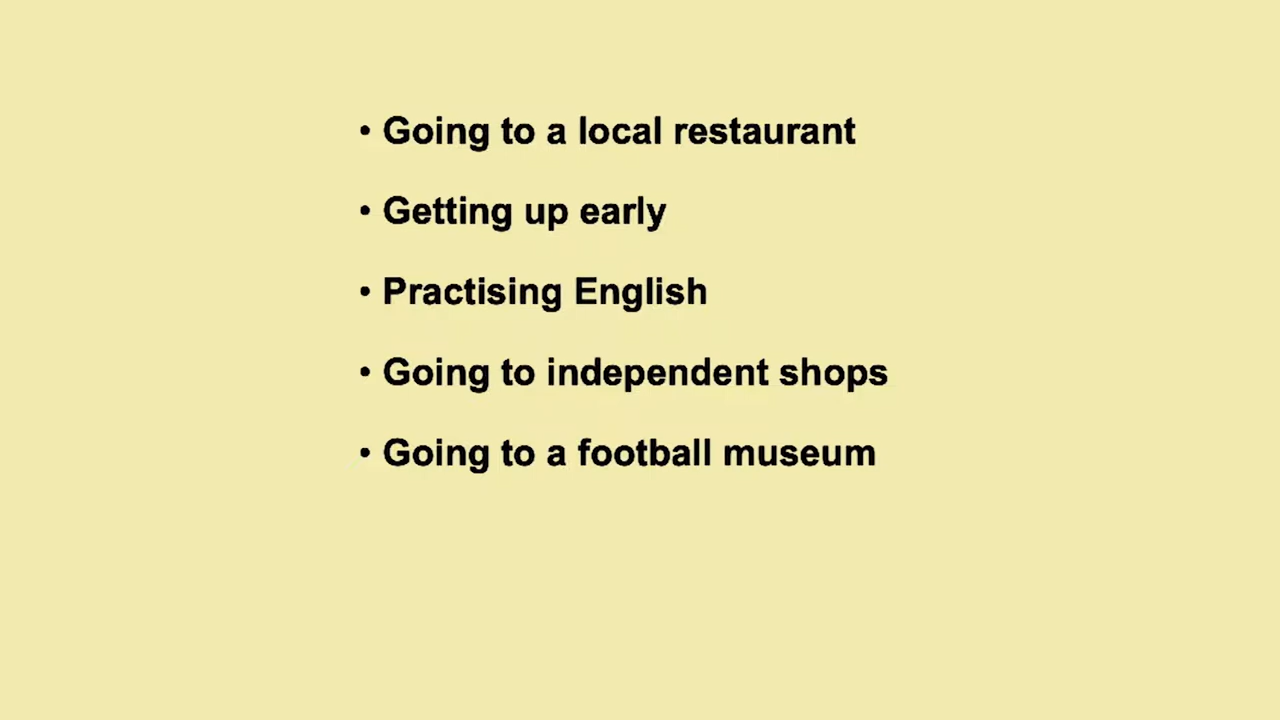 • Going to a local restaurant
• Getting up early
• Practising English
• Going to independent shops
• Going to a football museum